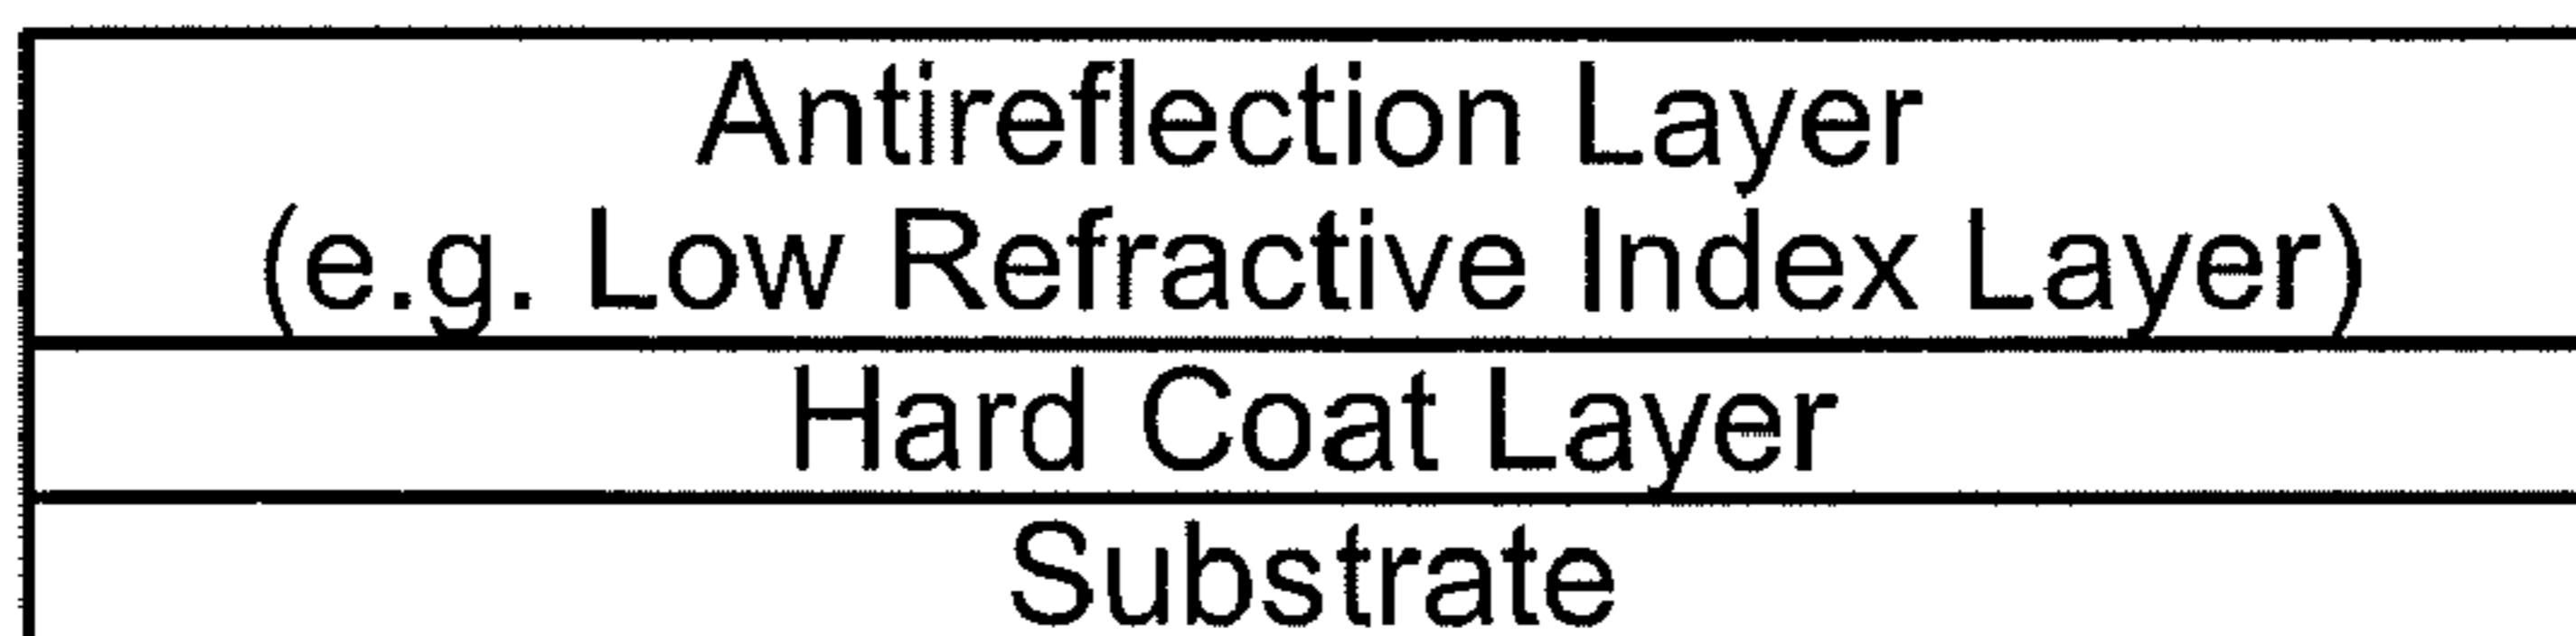 Antireflection Layer
(e.g. Low Refractive Index Layer)
Hard Coat Layer
Substrate